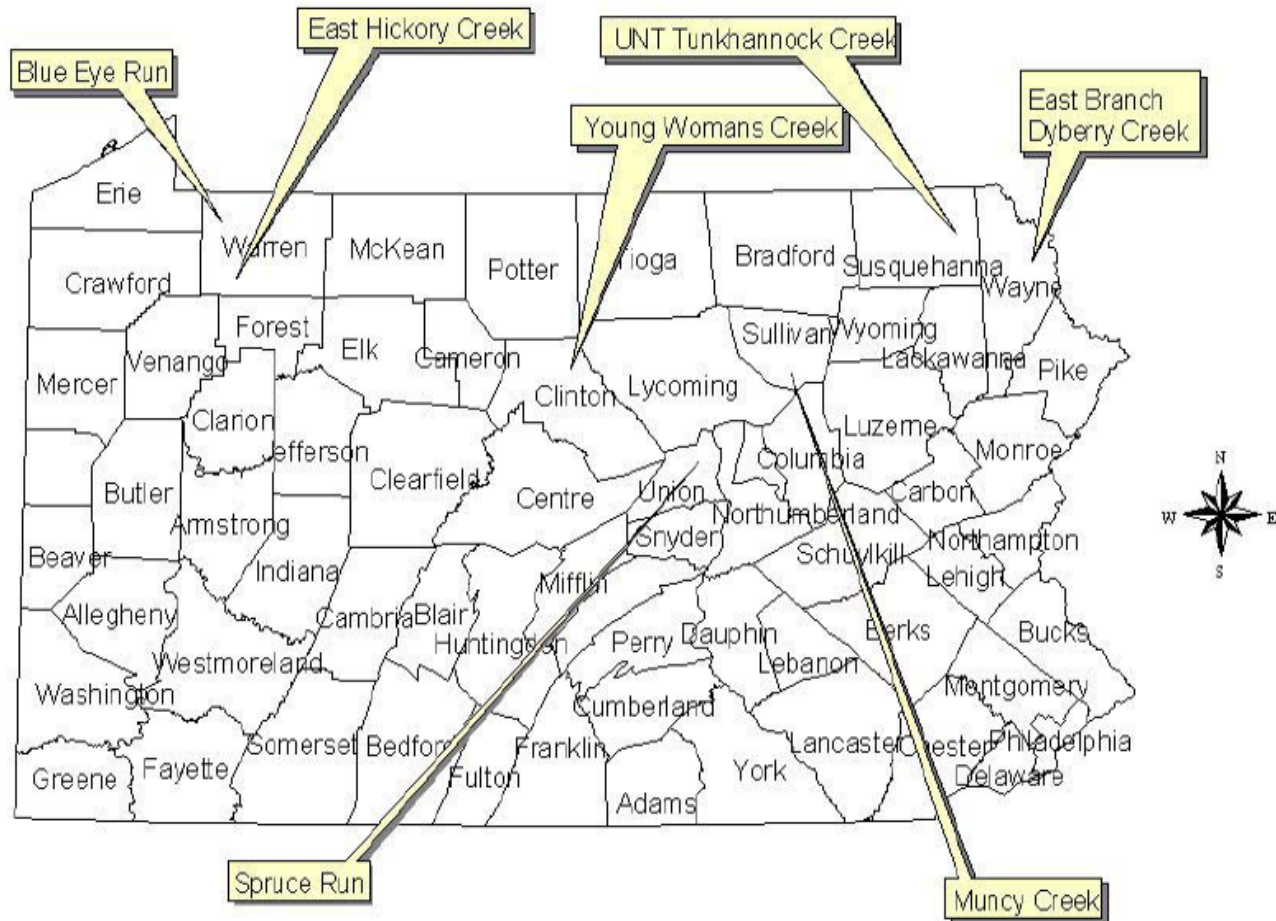 East Hickory Creek
UNT Tunkhannock Creek
Blue Eye Run
East Branch
Dyberry Creek
Young Womans Creek
Erie
Warren
McKean
Potter
Tioga
Bradford
Susquehanna
Wayne
Crawford
Forest
Elk
Cameron
Sullivan
Wyoming
Lackawanna
Venango
Mercer
Clarion
Clinton
Lycoming
Pike
Jefferson
Luzerne
Monroe
Butler
Clearfield
Centre
Union
Columbia
Carbon
N
W
E
S
Armstrong
Northumberland
Snyder
Northampton
Beaver
Indiana
Mifflin
Schuylkill
Lehigh
Allegheny
Cambria
Blair
Huntingdon
Perry
Dauphin
Lebanon
Berks
Bucks
Westmoreland
Washington
Cumberland
Montgomery
Somerset
Bedford
Franklin
Lancaster
Chester
Philadelphia
Greene
Fayette
Fulton
York
Delaware
Adams
Spruce Run
Muncy Creek